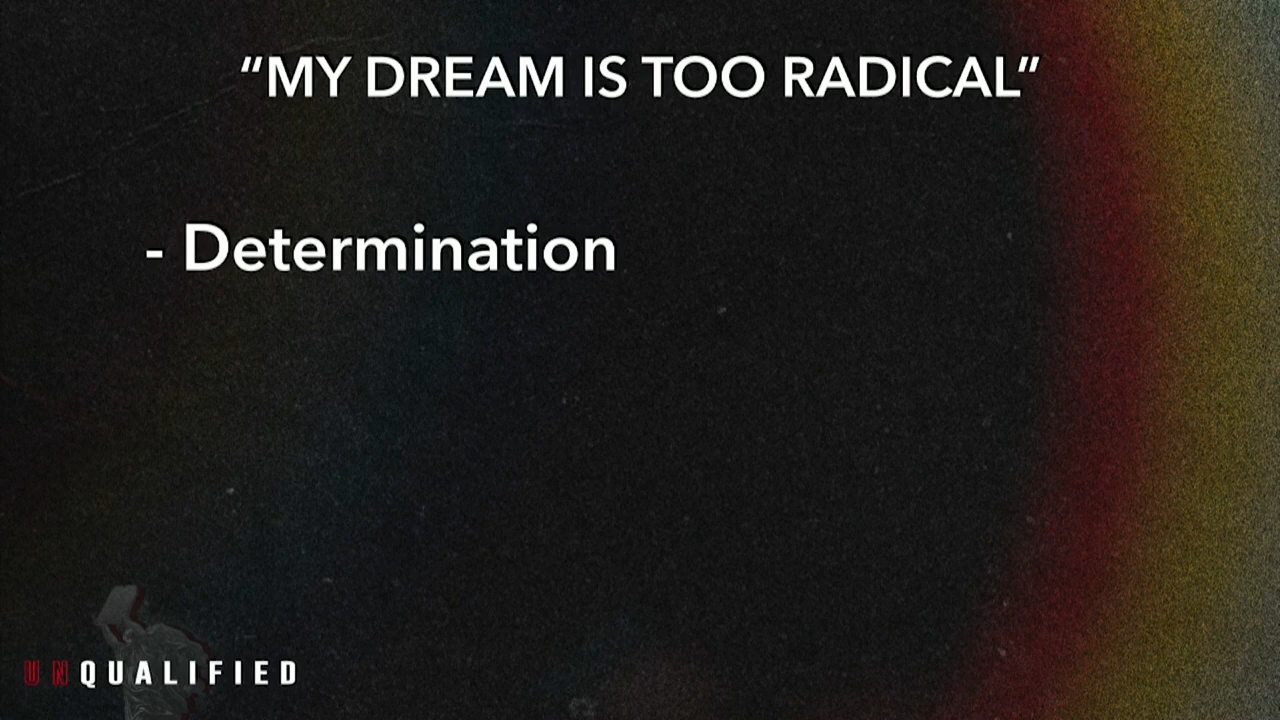 “MY DREAM IS TOO RADICAL”
- Determination
UNQUALIFIED